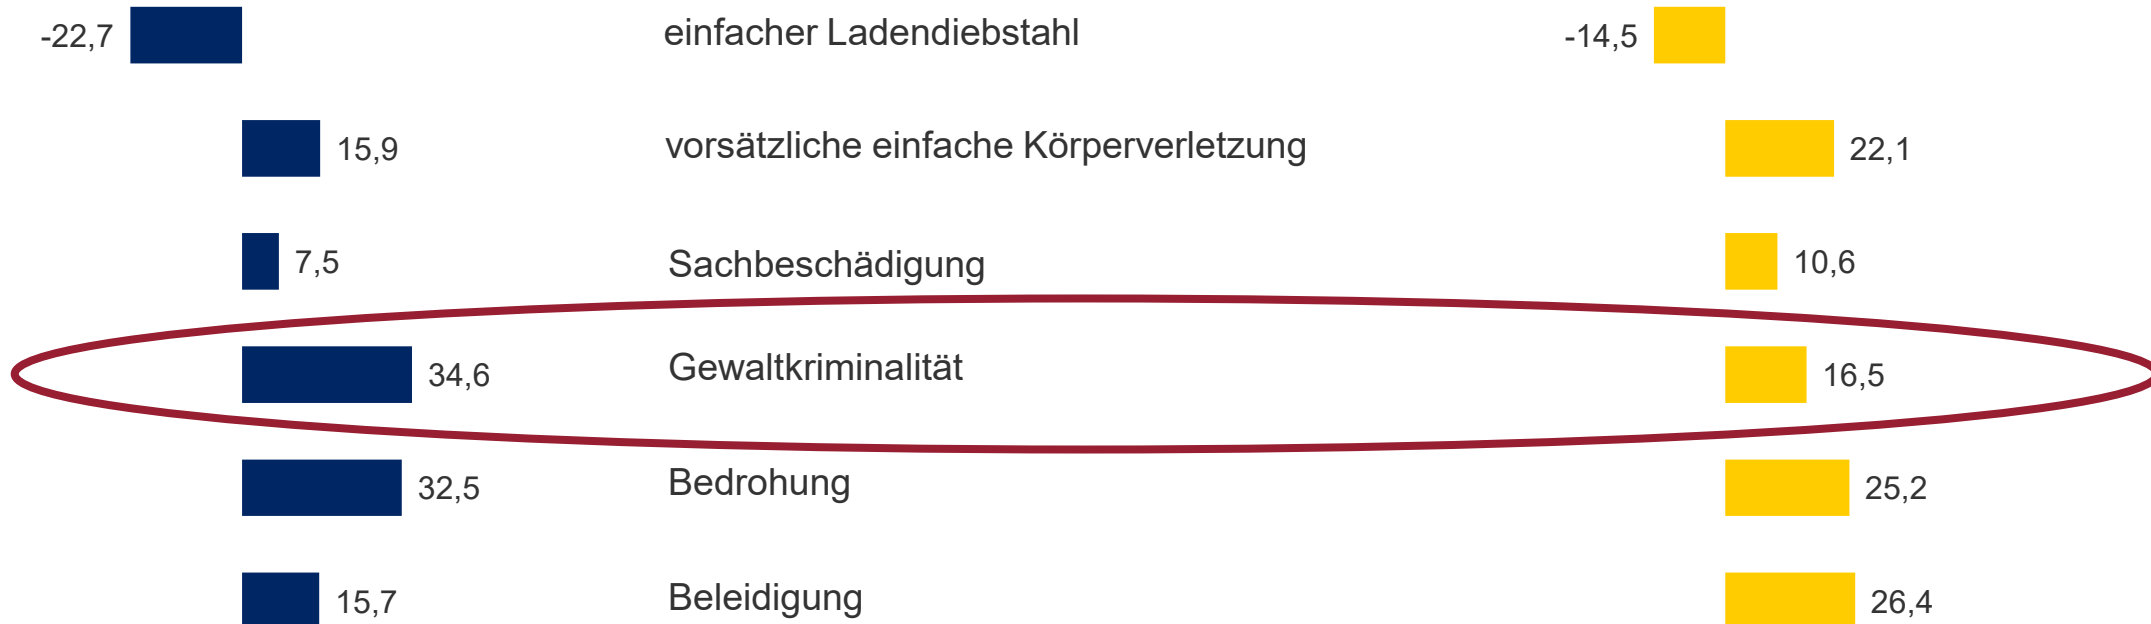 -22,7 einfacher Ladendiebstahl -14,5
15,9 vorsätzliche einfache Körperverletzung 22,1
7,5 Sachbeschädigung 10,6
34,6 Gewaltkriminalität 16,5
32,5 Bedrohung 25,2
15,7 Beleidigung 26,4